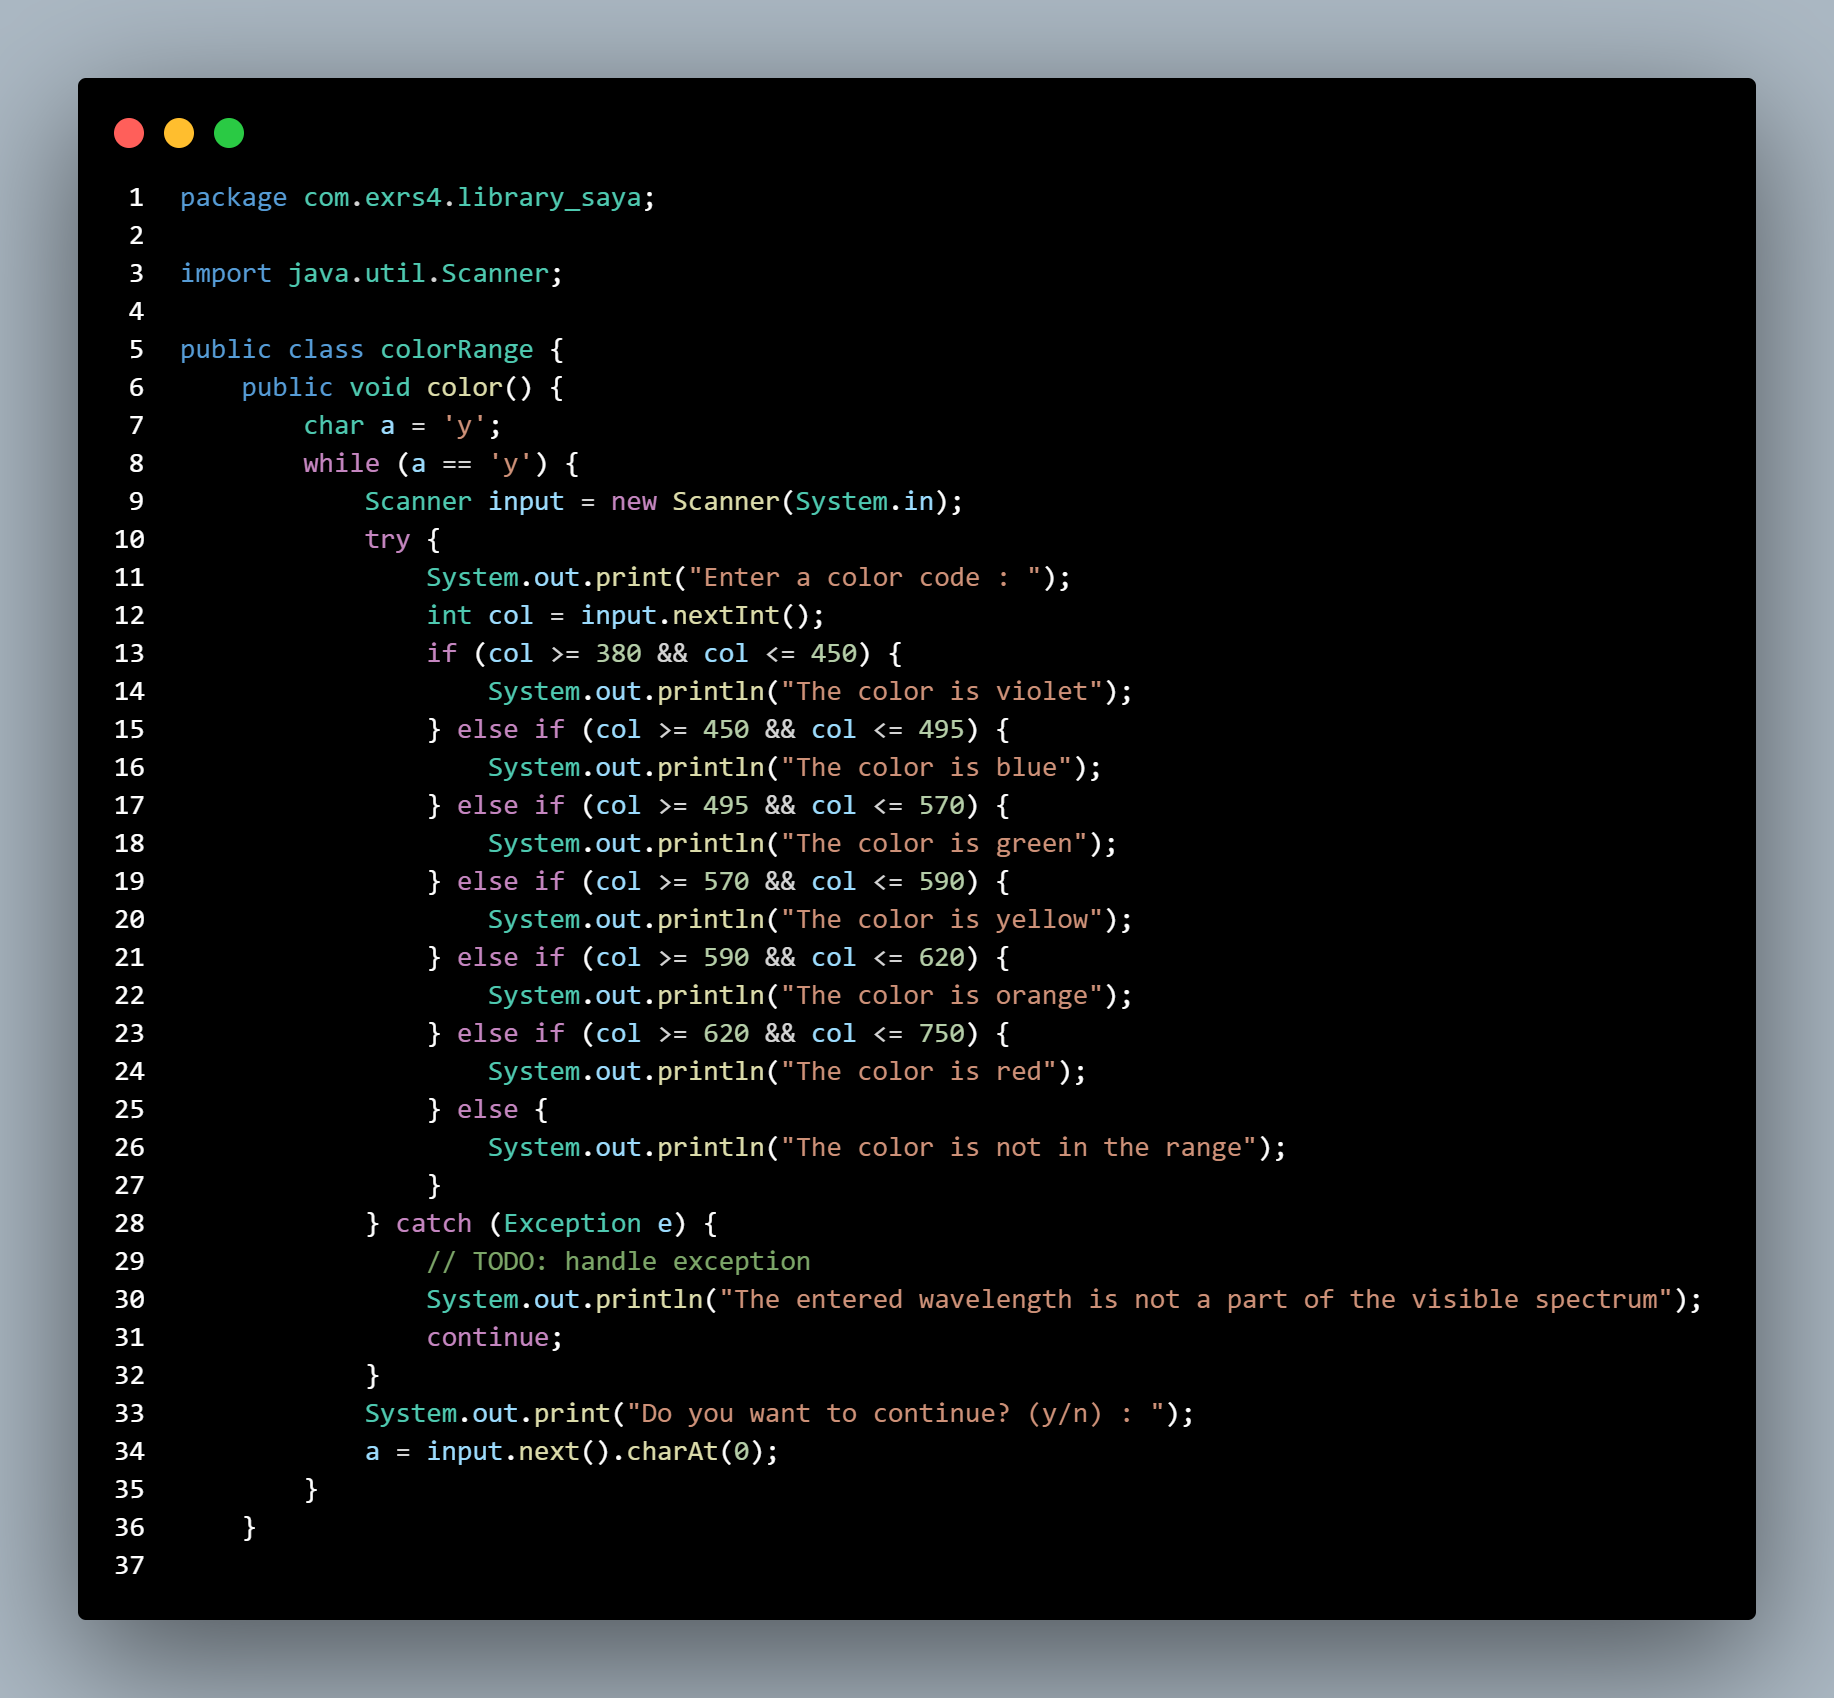 1 package com.exrs4.library_saya;
2
3 import java.util.Scanner;
4
5 public class colorRange {
6     public void color() {
7         char a = 'y';
8         while (a == 'y') {
9             Scanner input = new Scanner(System.in);
10             try {
11                 System.out.print("Enter a color code : ");
12                 int col = input.nextInt();
13                 if (col >= 380 && col <= 450) {
14                     System.out.println("The color is violet");
15                 } else if (col >= 450 && col <= 495) {
16                     System.out.println("The color is blue");
17                 } else if (col >= 495 && col <= 570) {
18                     System.out.println("The color is green");
19                 } else if (col >= 570 && col <= 590) {
20                     System.out.println("The color is yellow");
21                 } else if (col >= 590 && col <= 620) {
22                     System.out.println("The color is orange");
23                 } else if (col >= 620 && col <= 750) {
24                     System.out.println("The color is red");
25                 } else {
26                     System.out.println("The color is not in the range");
27                 }
28             } catch (Exception e) {
29                 // TODO: handle exception
30                 System.out.println("The entered wavelength is not a part of the visible spectrum");
31                 continue;
32             }
33             System.out.print("Do you want to continue? (y/n) : ");
34             a = input.next().charAt(0);
35         }
36     }
37